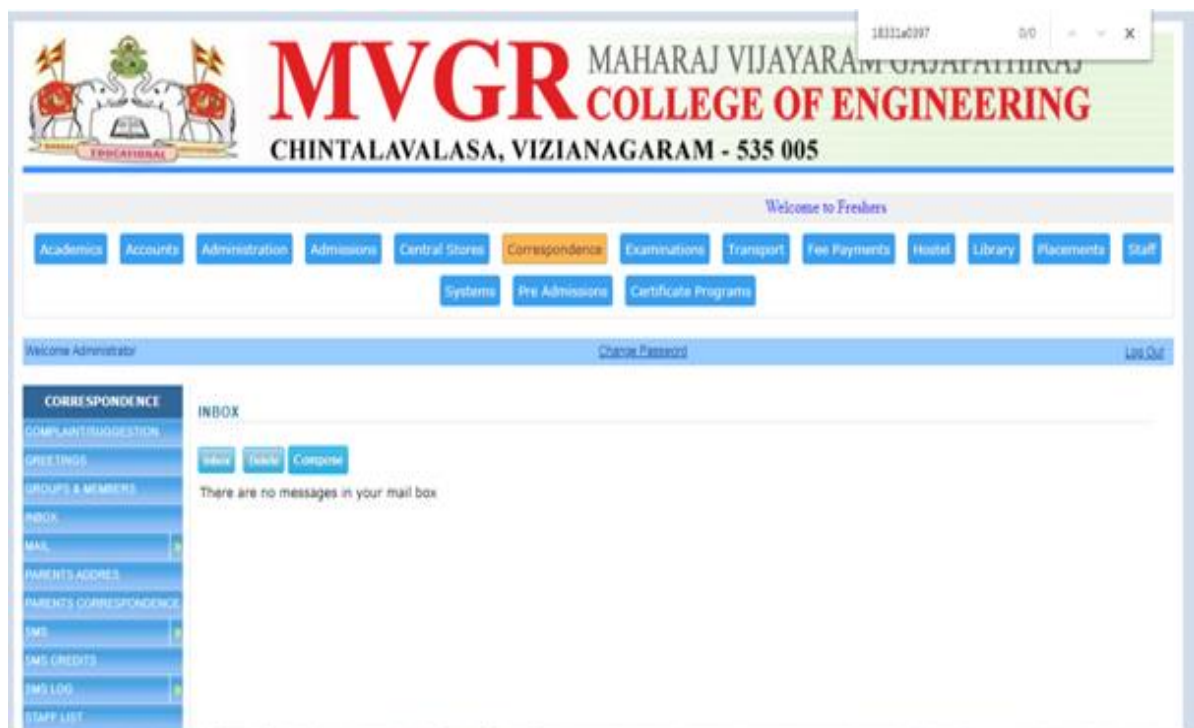 18331a0397 0/0
MVGR MAHARAJ VIJAYARAM GAJAPATHIRAJ
COLLEGE OF ENGINEERING
CHINTALAVALASA, VIZIANAGARAM - 535 005
EDUCATIONAL
Welcome to Freshers
Academics Accounts Administration Admissions Central Stores Correspondence Examinations Transport Fee Payments Hostel Library Placements Staff
Systems Pre Admissions Certificate Programs
Welcome Administrator Change Password Log Out
CORRESPONDENCE
COMPLAINT/SUGGESTION
GREETINGS
GROUPS & MEMBERS
INBOX
MAIL
PARENTS ADDRES
PARENTS CORRESPONDENCE
SMS
SMS CREDITS
SMS LOG
STAFF LIST
INBOX
Inbox Delete Compose
There are no messages in your mail box